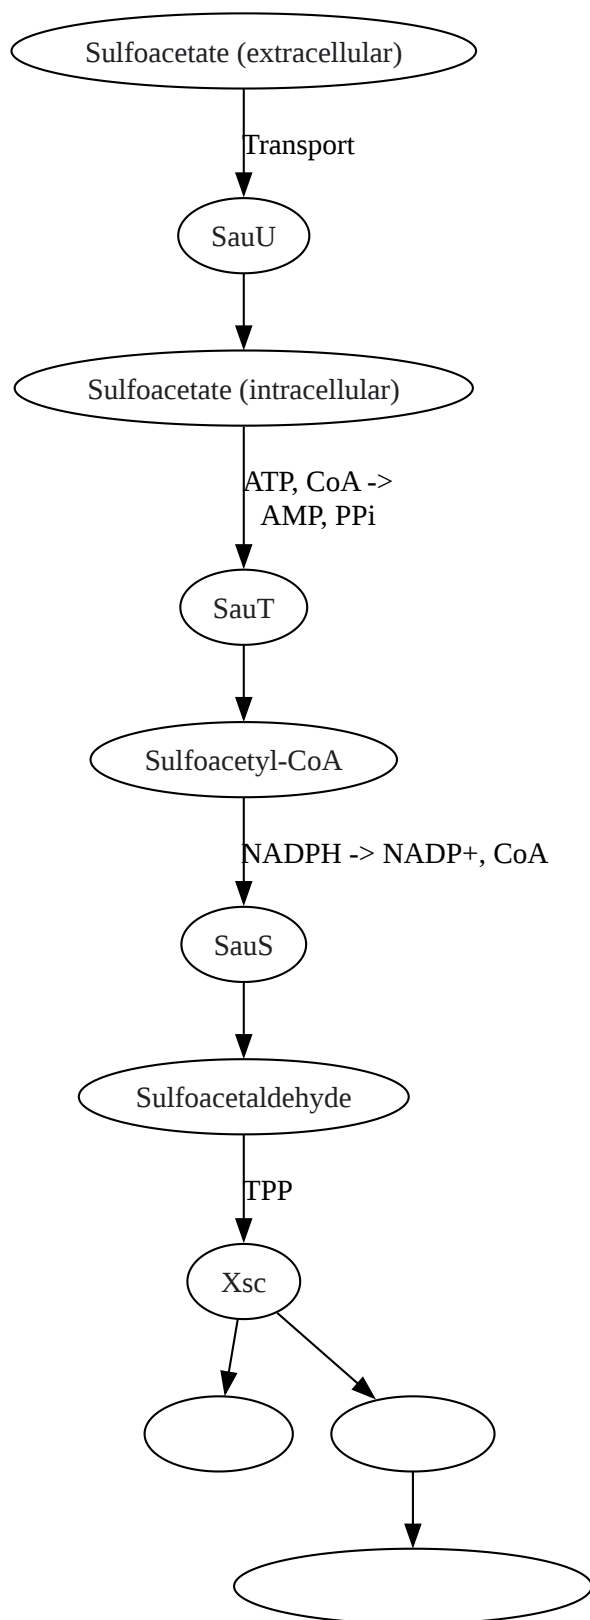 Sulfoacetate (extracellular)
Transport
SauU
Sulfoacetate (intracellular)
ATP, CoA ->
AMP, PPi
SauT
Sulfoacetyl-CoA
NADPH -> NADP+, CoA
SauS
Sulfoacetaldehyde
TPP
Xsc